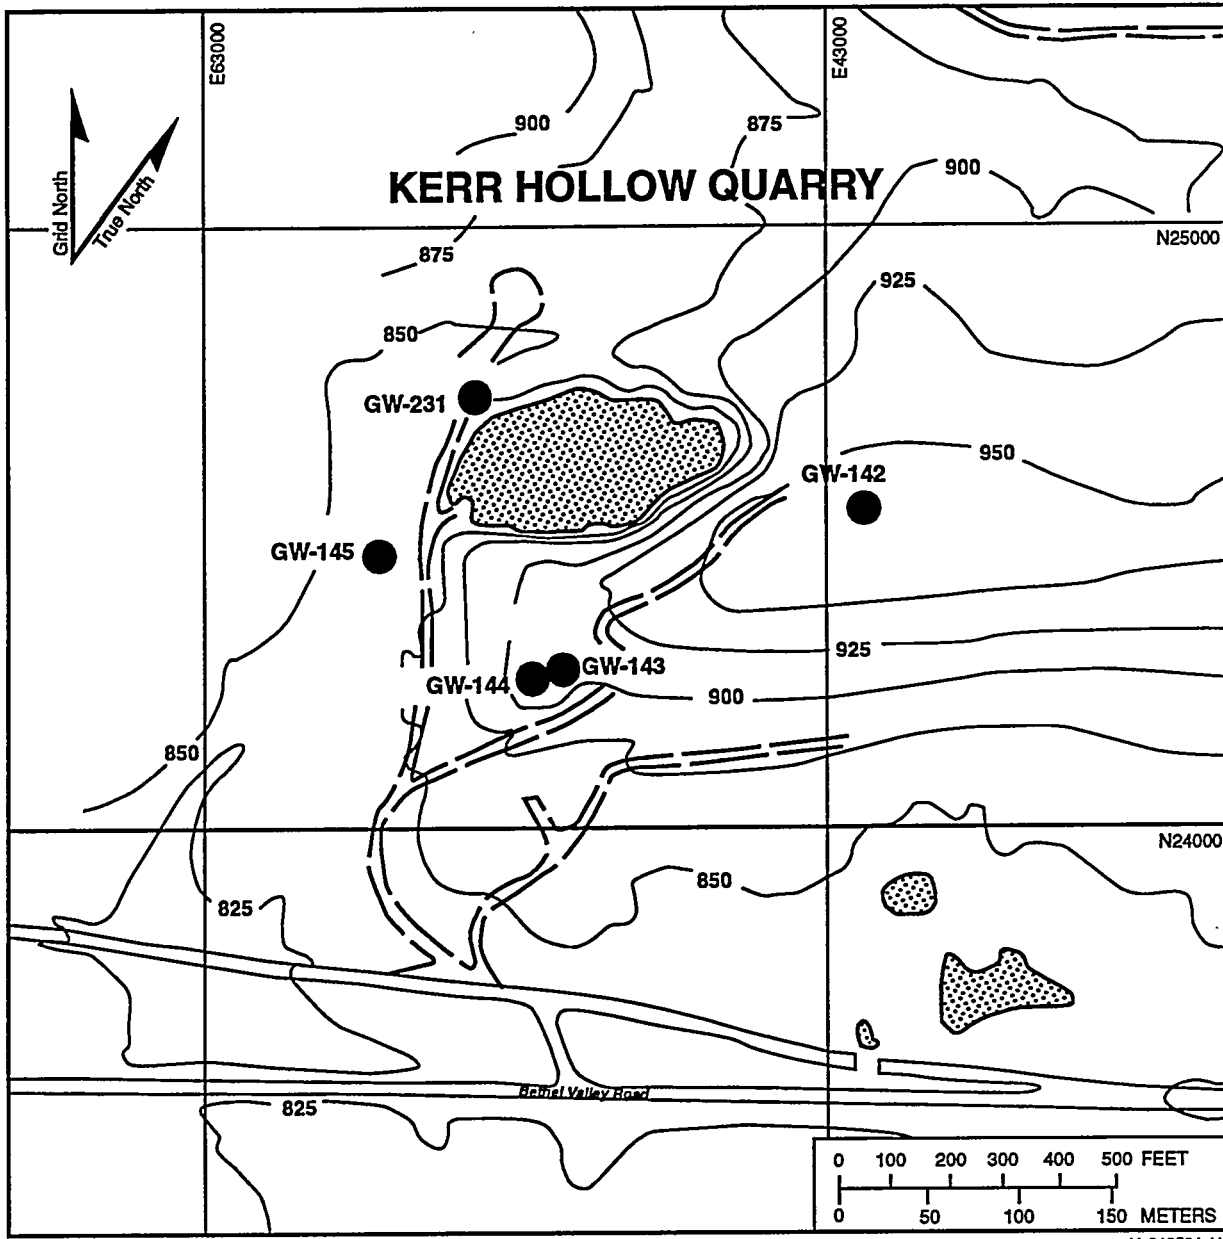 E63000
E43000
900
875
KERR HOLLOW QUARRY
900
Grid North
True North
N25000
875
925
850
GW-231
950
GW-142
GW-145
925
GW-143
GW-144
900
850
N24000
850
825
Bethel Valley Road
825
0 100 200 300 400 500 FEET
0 50 100 150 METERS